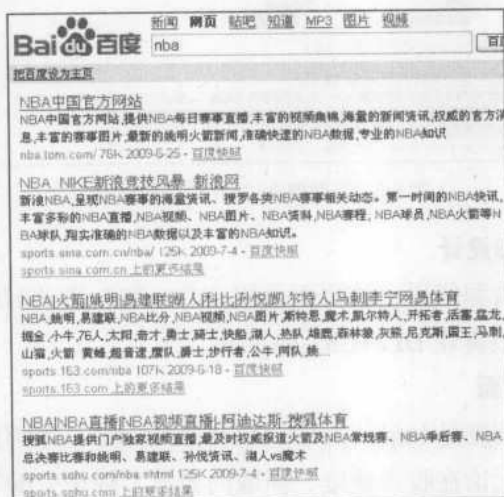 新闻 网页 贴吧 知道 MP3 图片 视频
Bai 百度 nba 百
把百度设为主页
NBA中国官方网站
NBA中国官方网站,提供NBA每日赛事直播,丰富的视频集锦,海量的新闻资讯,权威的官方消
息,丰富的赛事图片,最新的姚明火箭新闻,准确快速的NBA数据,专业的NBA知识
nba.tom.com/ 76K 2009-6-25 - 百度快照
NBA_NIKE新浪竞技风暴_新浪网
新浪NBA,呈现NBA赛事的海量资讯、搜罗各类NBA赛事相关动态。第一时间的NBA快讯,
丰富多彩的NBA直播,NBA视频、NBA图片、NBA资料,NBA赛程, NBA球员,NBA火箭等N
BA球队,翔实准确的NBA数据以及丰富的NBA知识。
sports.sina.com.cn/nba/ 125K 2009-7-4 - 百度快照
sports.sina.com.cn 上的更多结果
NBA|火箭|姚明|易建联|湖人|科比|孙悦|凯尔特人|马刺|李宁网易体育
NBA,姚明,易建联,NBA比分,NBA视频,NBA图片,斯特恩,魔术,凯尔特人,开拓者,活塞,猛龙,
掘金,小牛,76人,太阳,奇才,勇士,骑士,快船,湖人,热队,雄鹿,森林狼,灰熊,尼克斯,国王,马刺,
山猫,火箭 黄蜂,超音速,鹰队,爵士,步行者,公牛,网队,姚
sports.163.com/nba 107K 2009-6-18 - 百度快照
sports.163.com 上的更多结果
NBA|NBA直播|NBA视频直播|-阿迪达斯-搜狐体育
搜狐NBA提供门户独家视频直播,最及时权威报道火箭及NBA常规赛、NBA季后赛、NBA
总决赛比赛和姚明、易建联、孙悦资讯、湖人vs魔术
sports.sohu.com/nba.shtml 125K 2009-7-4 - 百度快照
sports.sohu.com 上的更多结果